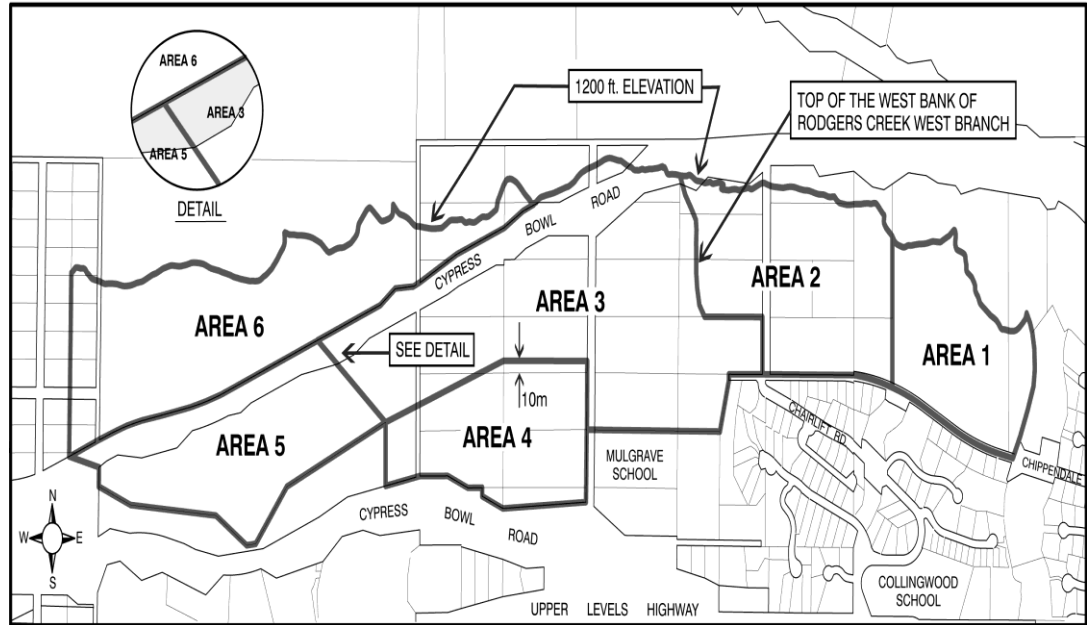 AREA 6
AREA 3
AREA 5
DETAIL
1200 ft. ELEVATION
TOP OF THE WEST BANK OF
RODGERS CREEK WEST BRANCH
CYPRESS BOWL ROAD
AREA 6
AREA 3
AREA 2
AREA 1
SEE DETAIL
10m
AREA 5
AREA 4
MULGRAVE
SCHOOL
CHAIRLIFT RD
CHIPPENDALE
CYPRESS BOWL ROAD
N
W E
S
COLLINGWOOD
SCHOOL
UPPER LEVELS HIGHWAY